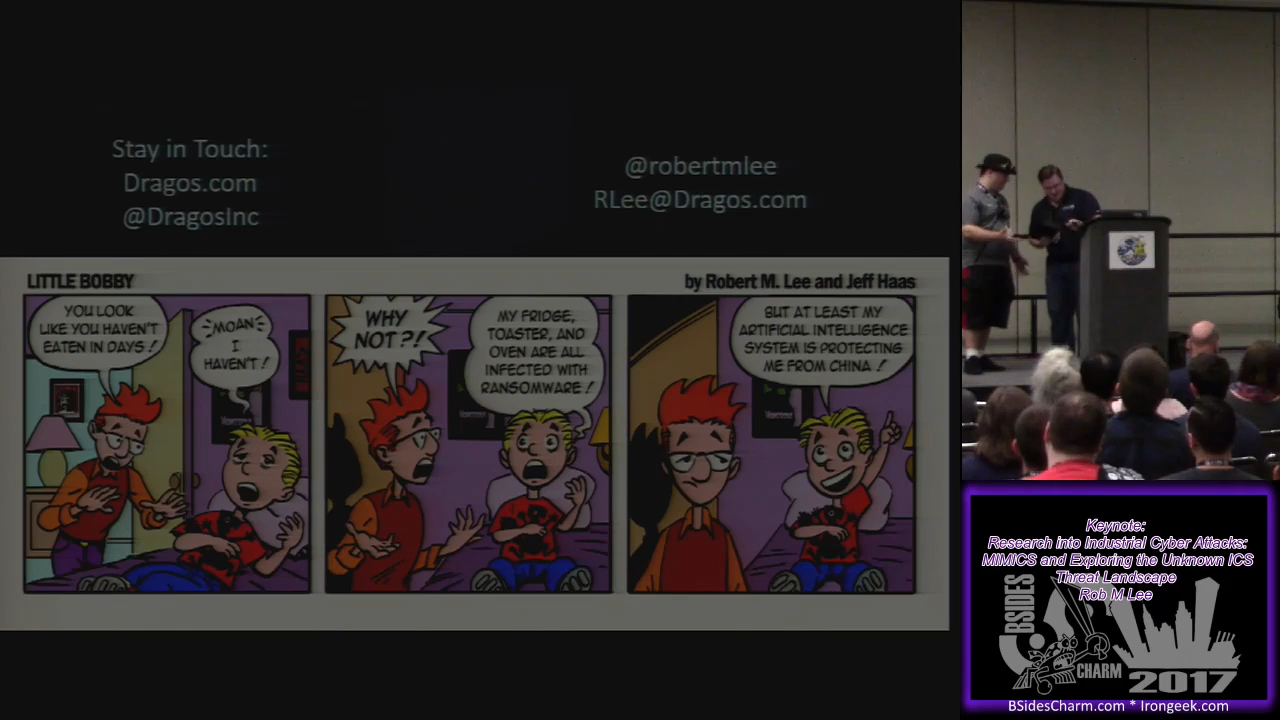 Stay in Touch:
Dragos.com
@DragosInc
@robertmlee
RLee@Dragos.com
LITTLE BOBBY
by Robert M. Lee and Jeff Haas
YOU LOOK
LIKE YOU HAVEN'T
EATEN IN DAYS!
MOAN
I
HAVEN'T!
WHY
NOT?!
MY FRIDGE,
TOASTER, AND
OVEN ARE ALL
INFECTED WITH
RANSOMWARE!
BUT AT LEAST MY
ARTIFICIAL INTELLIGENCE
SYSTEM IS PROTECTING
ME FROM CHINA!
Keynote:
Research into Industrial Cyber Attacks:
MIMICS and Exploring the Unknown ICS
Threat Landscape
Rob M Lee
BSIDES
CHARM
2017
BSidesCharm.com * Irongeek.com